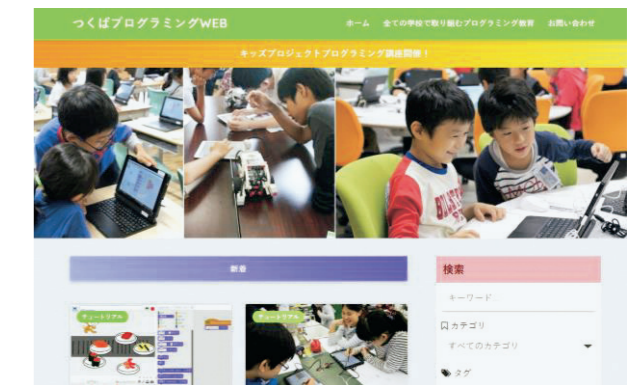 つくばプログラミングWEB
ホーム 全ての学校で取り組むプログラミング教育 お問い合わせ
キッズプロジェクトプログラミング講座開催！
新着
検索
キーワード
カテゴリ
すべてのカテゴリ
タグ
チュートリアル
チュートリアル